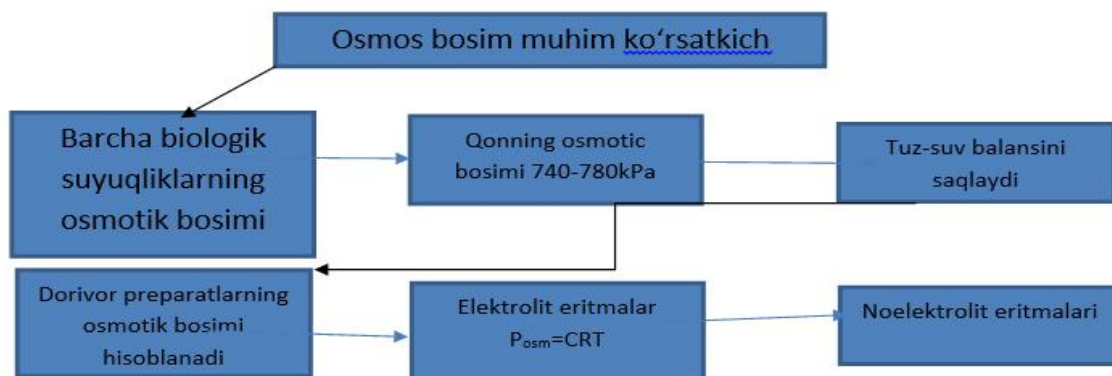 Osmos bosim muhim ko‘rsatkich
Barcha biologik
suyuqliklarning
osmotik bosimi
Qonning osmotic
bosimi 740-780kPa
Tuz-suv balansini
saqlaydi
Dorivor preparatlarning
osmotik bosimi
hisoblanadi
Elektrolit eritmalar
Posm=CRT
Noelektrolit eritmalari